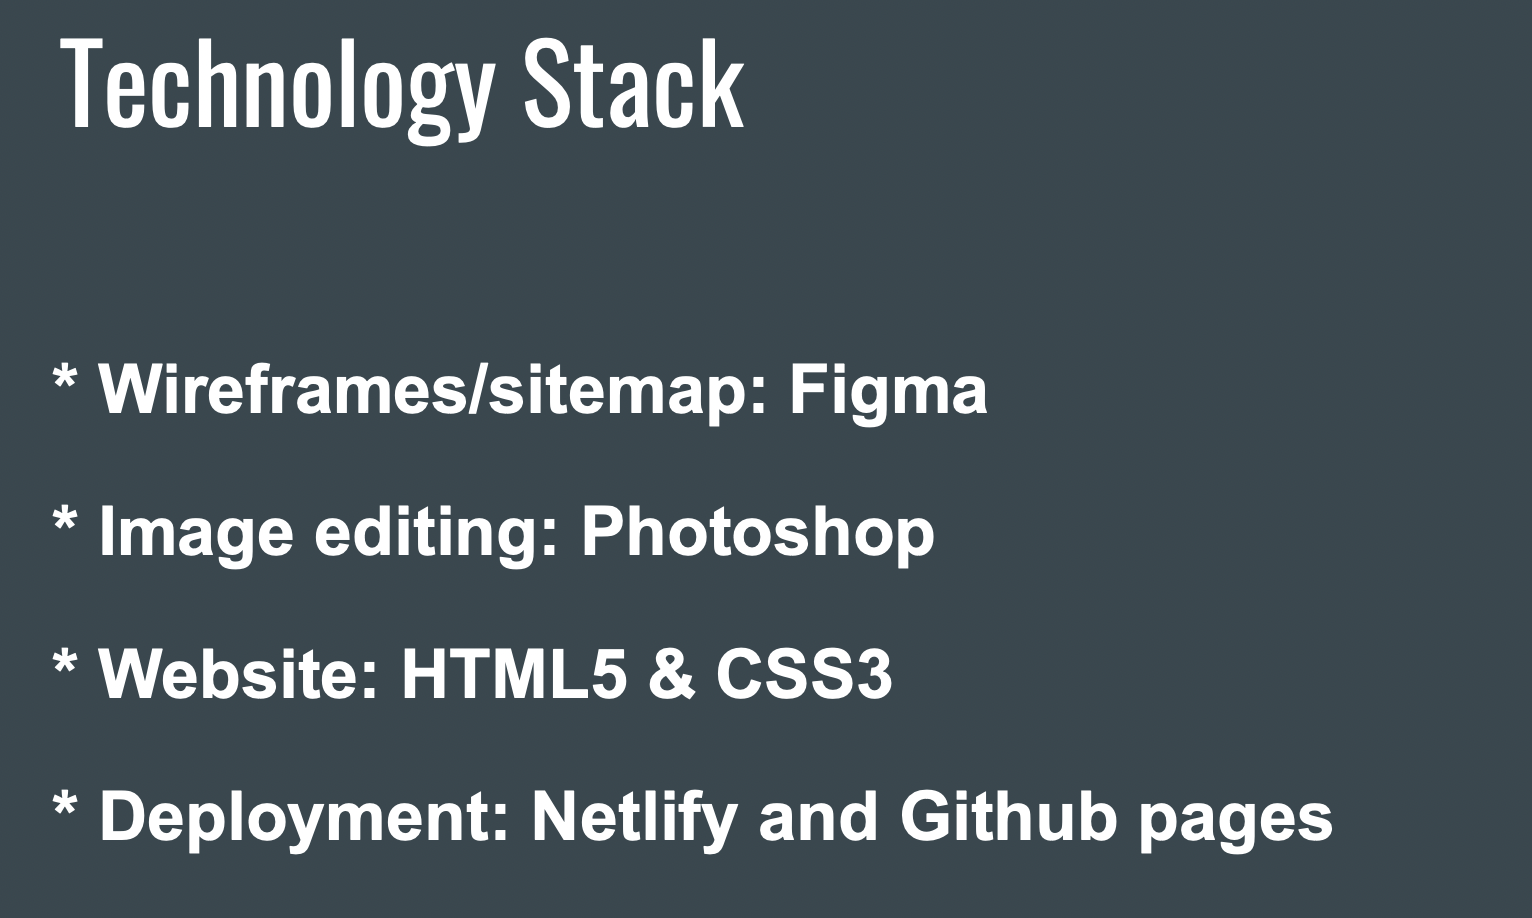 Technology Stack
* Wireframes/sitemap: Figma
* Image editing: Photoshop
* Website: HTML5 & CSS3
* Deployment: Netlify and Github pages